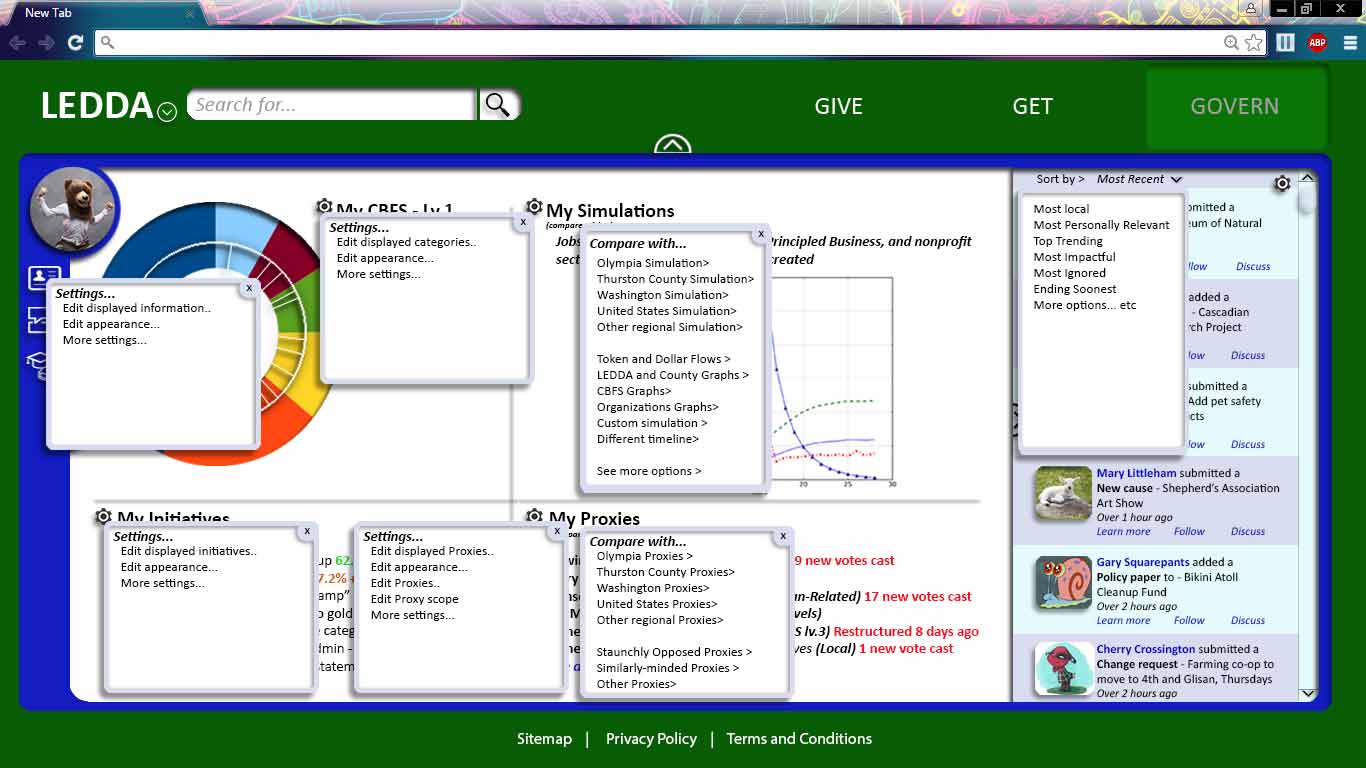 New Tab
ABP
LEDDA
Search for...
GIVE
GET
GOVERN
My CBFS - Lv 1
Settings...
Edit displayed categories..
Edit appearance...
More settings...
x
Settings...
Edit displayed information..
Edit appearance...
More settings...
x
My Simulations
(compare
Jobs
Principled Business, and nonprofit
sect
created
Compare with...
Olympia Simulation>
Thurston County Simulation>
Washington Simulation>
United States Simulation>
Other regional Simulation>
Token and Dollar Flows >
LEDDA and County Graphs >
CBFS Graphs>
Organizations Graphs>
Custom simulation >
Different timeline>
See more options >
x
20 25 30
Sort by > Most Recent
Most local
Most Personally Relevant
Top Trending
Most Impactful
Most Ignored
Ending Soonest
More options... etc
bmitted a
eum of Natural
llow Discuss
added a
- Cascadian
rch Project
low Discuss
submitted a
Add pet safety
cts
low Discuss
Mary Littleham submitted a
New cause - Shepherd's Association
Art Show
Over 1 hour ago
Learn more Follow Discuss
Gary Squarepants added a
Policy paper to - Bikini Atoll
Cleanup Fund
Over 2 hours ago
Learn more Follow Discuss
Cherry Crossington submitted a
Change request - Farming co-op to
move to 4th and Glisan, Thursdays
Over 2 hours ago
My Initiatives
Settings...
Edit displayed initiatives..
Edit appearance...
More settings...
x
up 62.
7.2% +
amp"
o gold
e categ
dmin -
statem
Settings...
Edit displayed Proxies..
Edit appearance...
Edit Proxies..
Edit Proxy scope
More settings...
x
My Proxies
Compare with...
Olympia Proxies >
Thurston County Proxies>
Washington Proxies>
United States Proxies>
Other regional Proxies>
Staunchly Opposed Proxies >
Similarly-minded Proxies >
Other Proxies>
x
9 new votes cast
an-Related) 17 new votes cast
vels)
S lv.3) Restructured 8 days ago
ves (Local) 1 new vote cast
Sitemap | Privacy Policy | Terms and Conditions